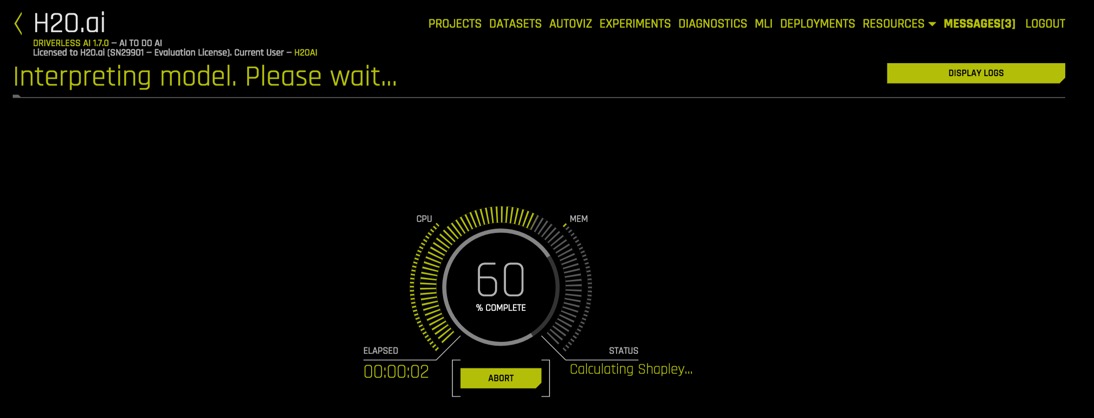 H2O.ai
PROJECTS DATASETS AUTOVIZ EXPERIMENTS DIAGNOSTICS MLI DEPLOYMENTS RESOURCES MESSAGES[3] LOGOUT
DRIVERLESS AI 1.7.0 — AI TO DO AI
Licensed to H2O.ai (SN29901 — Evaluation License). Current User — H2OAI
Interpreting model. Please wait...
DISPLAY LOGS
CPU
MEM
60
% COMPLETE
ELAPSED
00:00:02
ABORT
STATUS
Calculating Shapley...